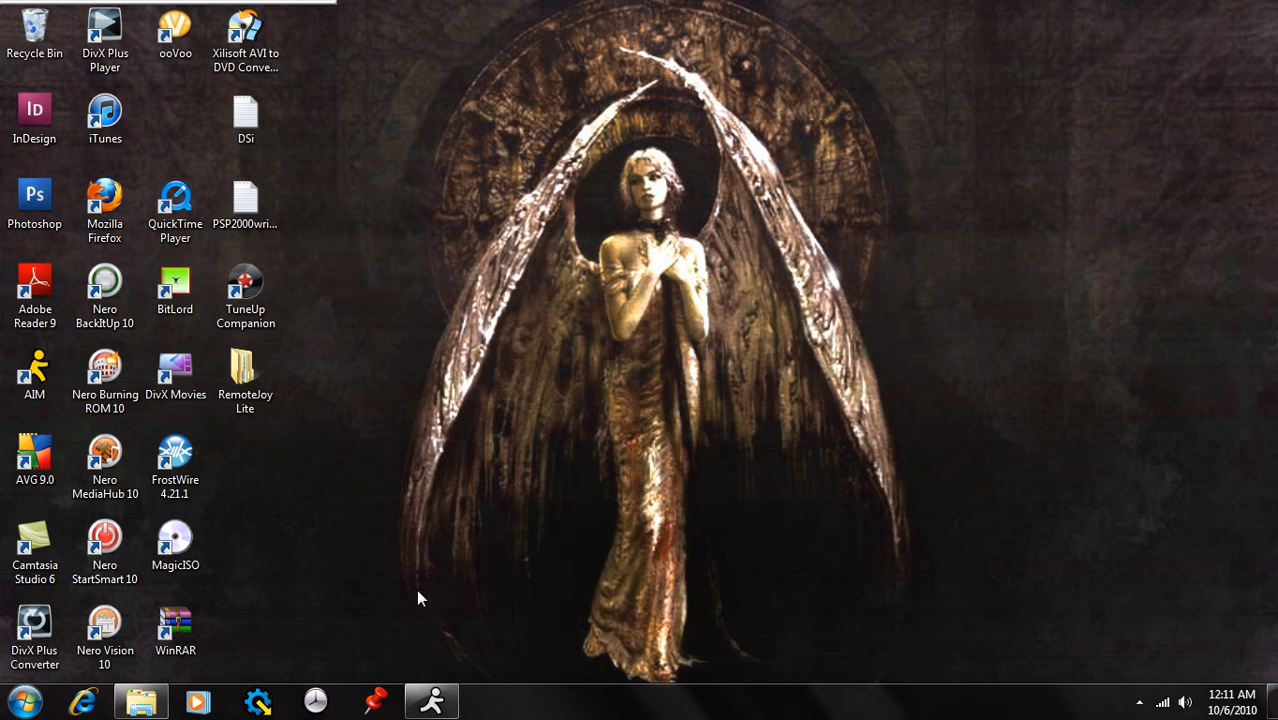 Recycle Bin
DivX Plus
Player
ooVoo
Xilisoft AVI to
DVD Conve...
Id
InDesign
iTunes
DSi
Ps
Photoshop
Mozilla
Firefox
QuickTime
Player
PSP2000wri...
Adobe
Reader 9
Nero
BackItUp 10
BitLord
TuneUp
Companion
AIM
Nero Burning
ROM 10
DivX Movies
RemoteJoy
Lite
AVG 9.0
Nero
MediaHub 10
FrostWire
4.21.1
Camtasia
Studio 6
Nero
StartSmart 10
MagicISO
DivX Plus
Converter
Nero Vision
10
WinRAR
12:11 AM
10/6/2010